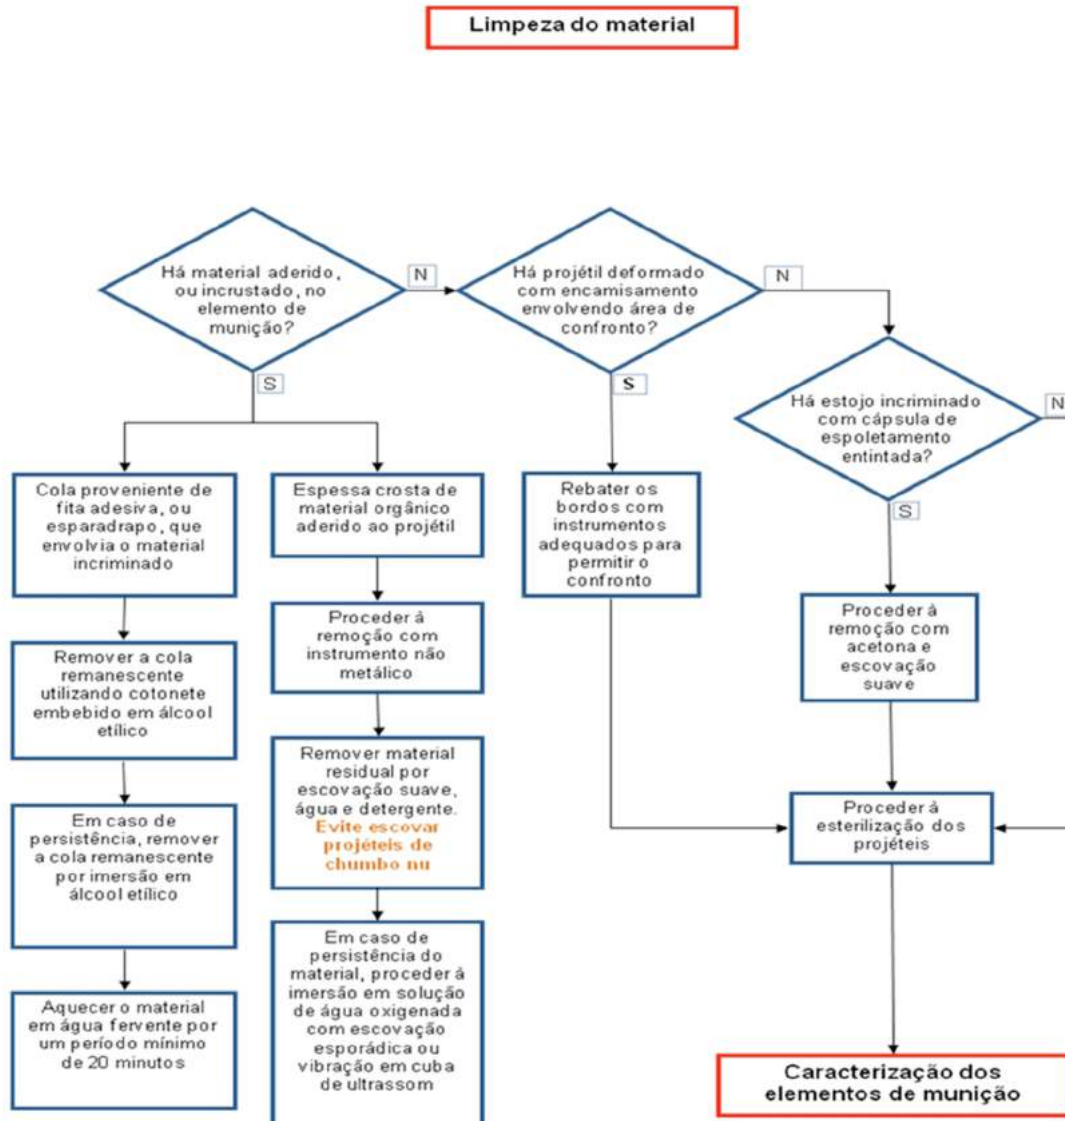 Limpeza do material
Há material aderido,
ou incrustado, no
elemento de
munição?
N
S
Há projétil deformado
com encamisamento
envolvendo área de
confronto?
N
S
Há estojo incriminado
com cápsula de
espoletamento
entintada?
N
S
Cola proveniente de
fita adesiva, ou
esparadrapo, que
envolvia o material
incriminado
Remover a cola
remanescente
utilizando cotonete
embebido em álcool
etílico
Em caso de
persistência, remover
a cola remanescente
por imersão em
álcool etílico
Aquecer o material
em água fervente por
um período mínimo
de 20 minutos
Espessa crosta de
material orgânico
aderido ao projétil
Proceder à
remoção com
instrumento não
metálico
Remover material
residual por
escovação suave,
água e detergente.
Evite escovar
projéteis de
chumbo nu
Em caso de
persistência do
material, proceder à
imersão em solução
de água oxigenada
com escovação
esporádica ou
vibração em cuba
de ultrassom
Rebater os
bordos com
instrumentos
adequados para
permitir o
confronto
Proceder à
remoção com
acetona e
escovação
suave
Proceder à
esterilização dos
projéteis
Caracterização dos
elementos de munição